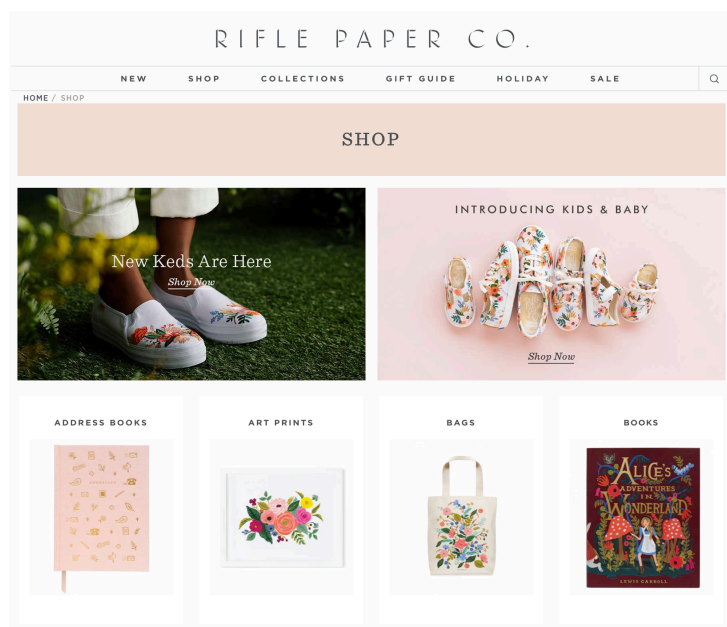 RIFLE PAPER CO.
NEW SHOP COLLECTIONS GIFT GUIDE HOLIDAY SALE
HOME / SHOP
SHOP
New Keds Are Here
Shop Now
INTRODUCING KIDS & BABY
Shop Now
ADDRESS BOOKS
ART PRINTS
BAGS
BOOKS
ADDRESSES
ALICE'S
ADVENTURES
IN
WONDERLAND
LEWIS CARROLL